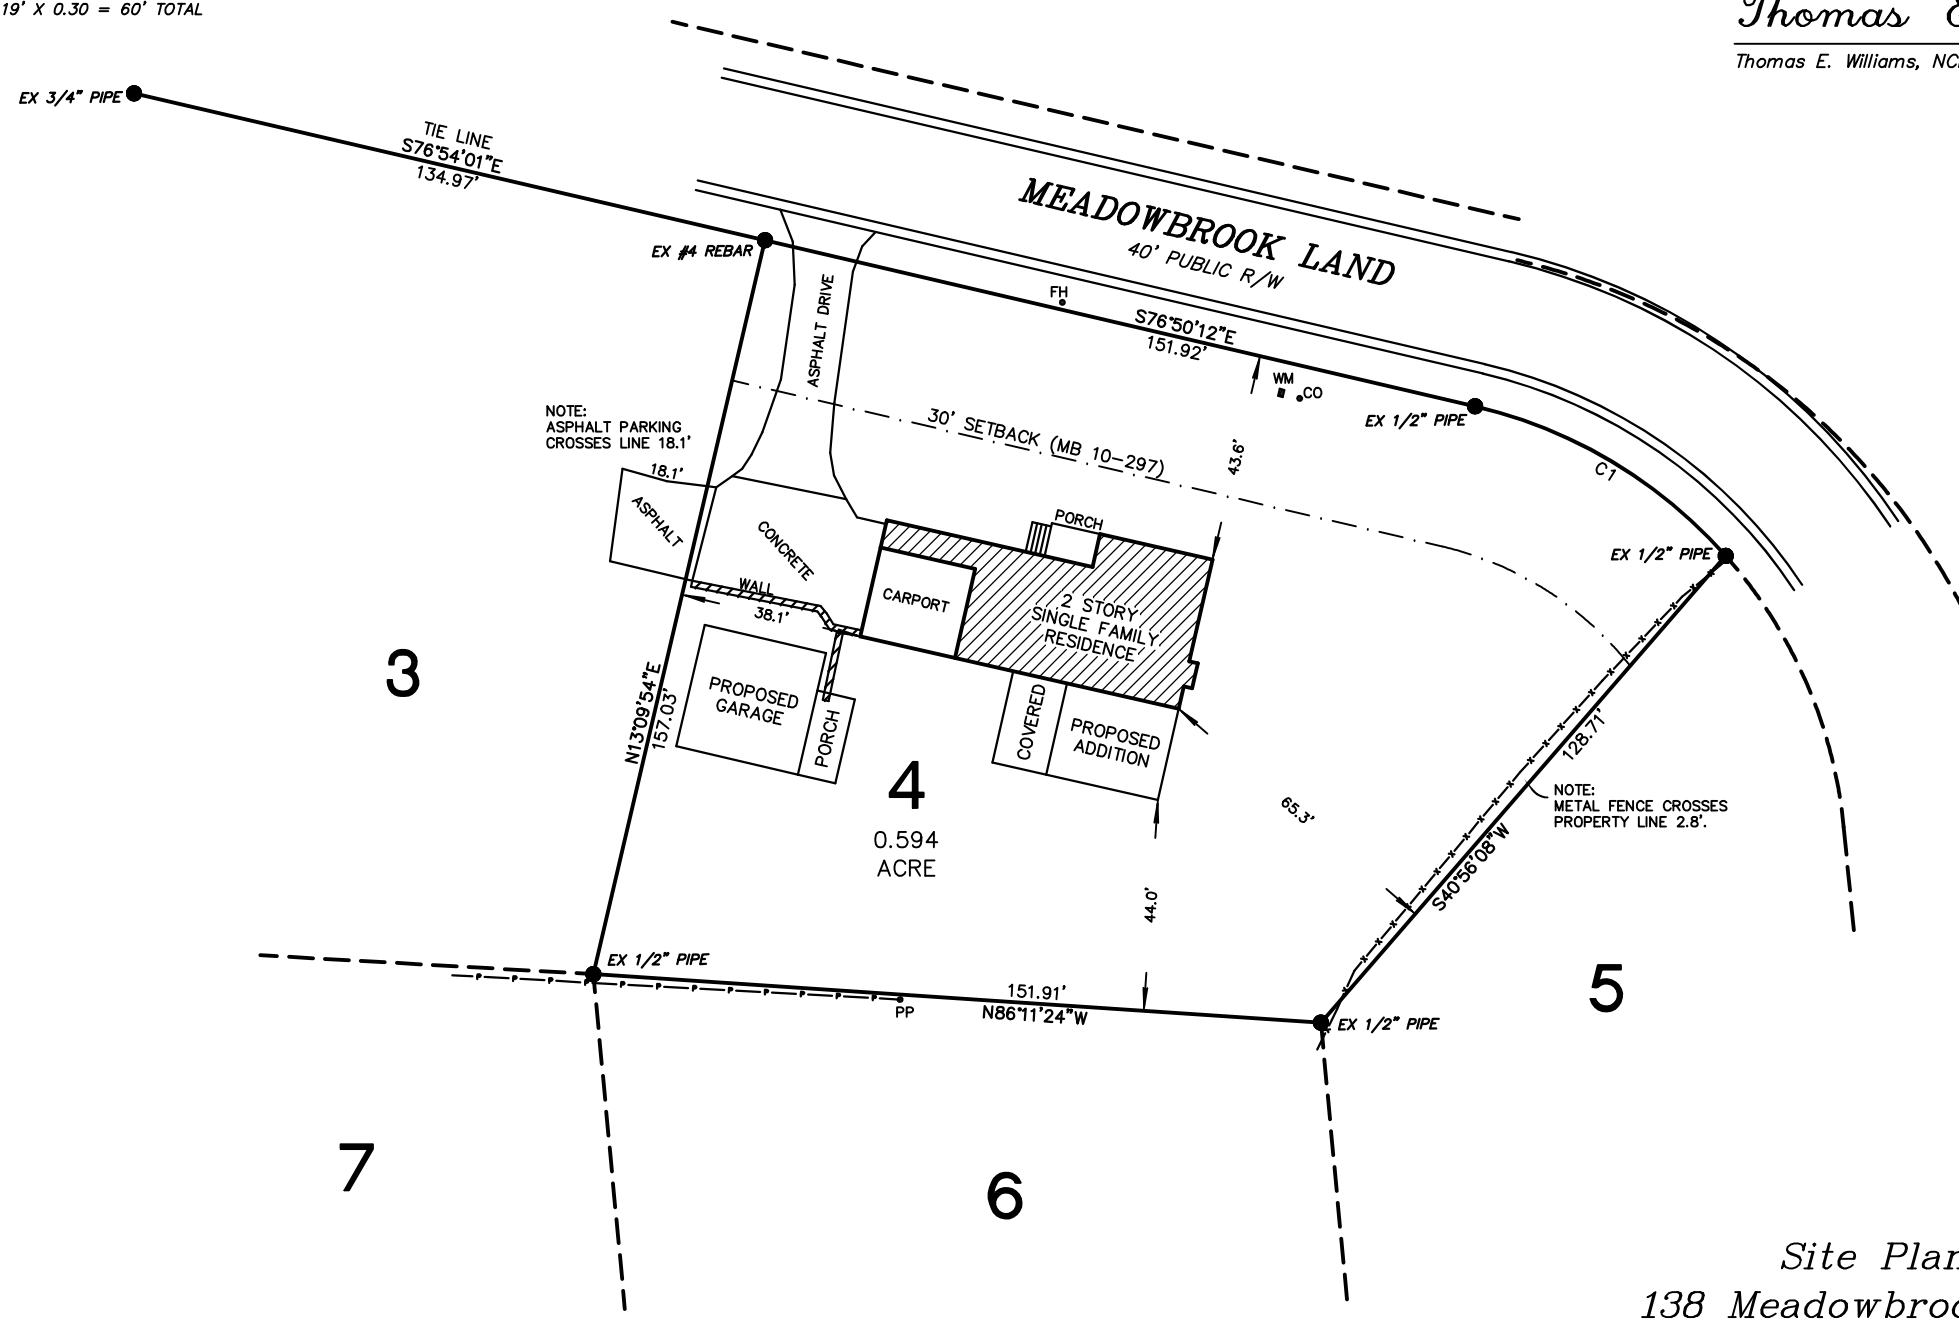 19' X 0.30 = 60' TOTAL
Thomas E
Thomas E. Williams, NC
EX 3/4" PIPE
TIE LINE
S76°54'01"E
134.97'
EX #4 REBAR
MEADOWBROOK LAND
40' PUBLIC R/W
FH
S76°50'12"E
151.92'
WM
CO
EX 1/2" PIPE
C1
ASPHALT DRIVE
30' SETBACK (MB 10-297)
43.6'
NOTE:
ASPHALT PARKING
CROSSES LINE 18.1'
18.1'
ASPHALT
CONCRETE
PORCH
EX 1/2" PIPE
WALL
38.1'
CARPORT
2 STORY
SINGLE FAMILY
RESIDENCE
3
N13°09'54"E
157.03'
PROPOSED
GARAGE
PORCH
COVERED
PROPOSED
ADDITION
4
0.594
ACRE
65.3'
128.71'
NOTE:
METAL FENCE CROSSES
PROPERTY LINE 2.8'.
S40°56'08"W
44.0'
EX 1/2" PIPE
P P P P P P P P P P P P
PP
151.91'
N86°11'24"W
EX 1/2" PIPE
5
7
6
Site Plan
138 Meadowbroo